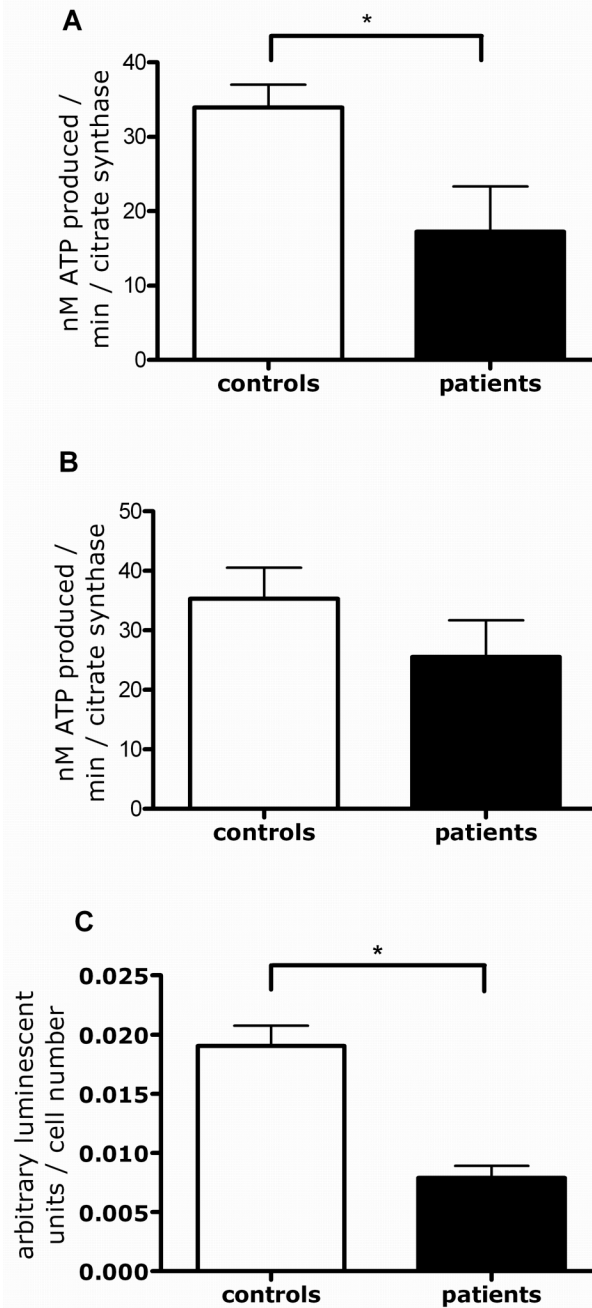 A
*
nM ATP produced /
min / citrate synthase
40
30
20
10
0
controls patients
B
nM ATP produced /
min / citrate synthase
50
40
30
20
10
0
controls patients
C
*
arbitrary luminescent
units / cell number
0.025
0.020
0.015
0.010
0.005
0.000
controls patients